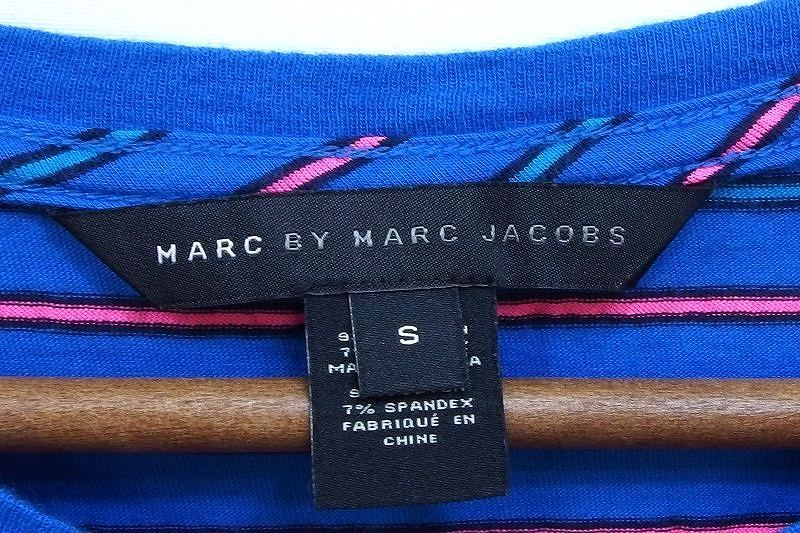 MARC BY MARC JACOBS
S
7% SPANDEX
FABRIQUÉ EN
CHINE